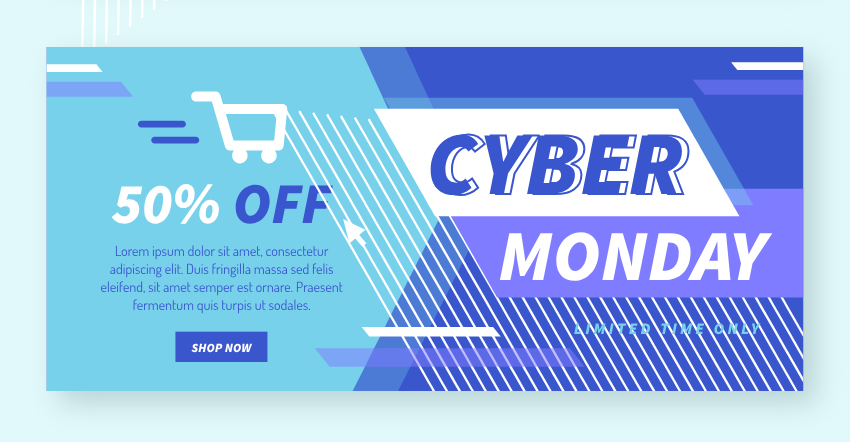 50% OFF
Lorem ipsum dolor sit amet, consectetur
adipiscing elit. Duis fringilla massa sed felis
eleifend, sit amet semper est ornare. Praesent
fermentum quis turpis ut sodales.
SHOP NOW
CYBER
MONDAY
LIMITED TIME ONLY